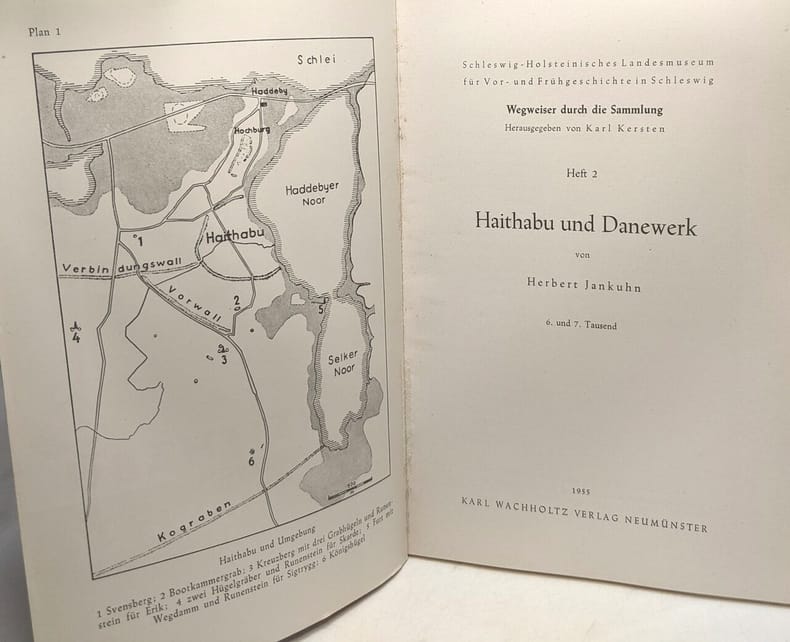 Plan 1
Schlei
Haddeby
Hochburg
Haddebyer
Noor
1
Haithabu
Verbindungswall
Vorwall
2
5
4
3
Selker
Noor
6
Kograben
Haithabu und Umgebung
1 Svensberg; 2 Bootkammergrab; 3 Kreuzberg mit drei Grabhügeln und Runen-
stein für Erik; 4 zwei Hügelgräber und Runenstein für Skarde; 5 Furt mit
Wegdamm und Runenstein für Sigtrygg; 6 Königshügel
Schleswig-Holsteinisches Landesmuseum
für Vor- und Frühgeschichte in Schleswig
Wegweiser durch die Sammlung
Herausgegeben von Karl Kersten
Heft 2
Haithabu und Danewerk
von
Herbert Jankuhn
6. und 7. Tausend
1955
KARL WACHHOLTZ VERLAG NEUMÜNSTER